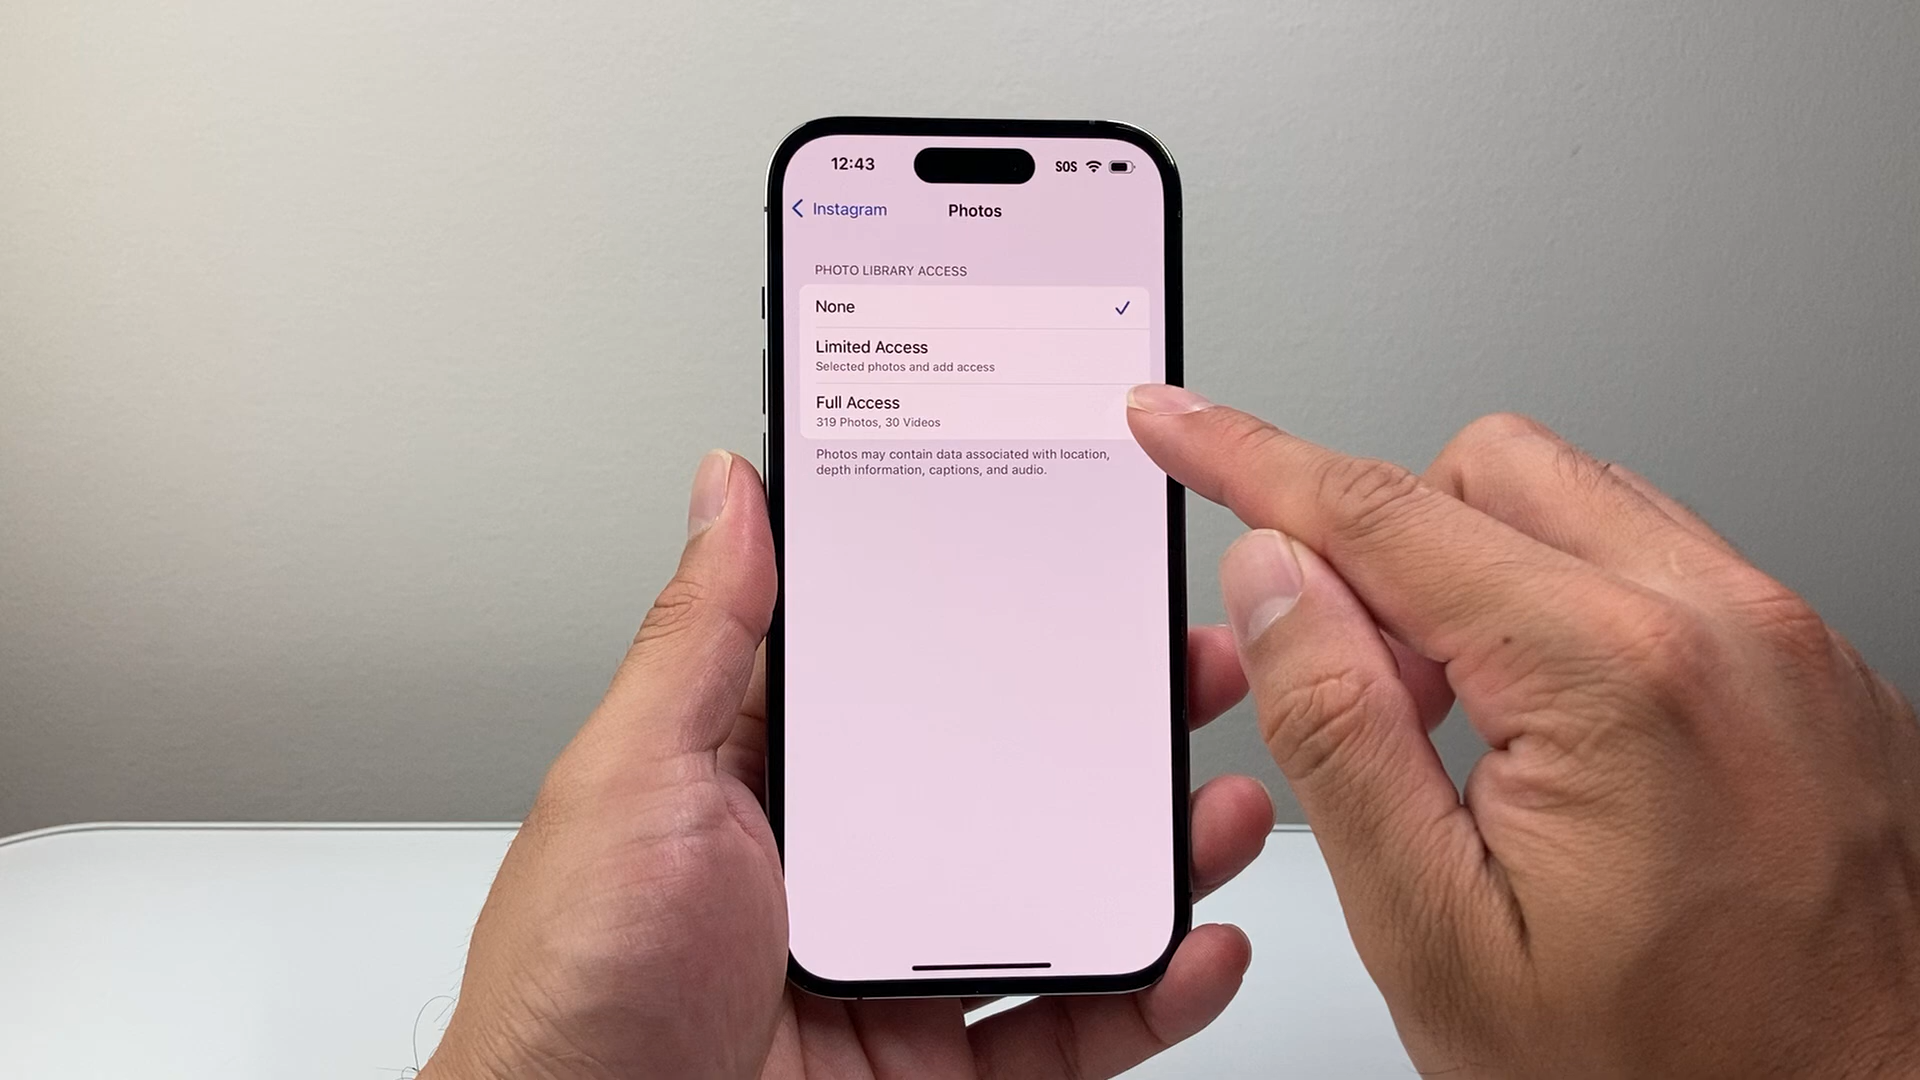 12:43
SOS
Instagram
Photos
PHOTO LIBRARY ACCESS
None
Limited Access
Selected photos and add access
Full Access
319 Photos, 30 Videos
Photos may contain data associated with location,
depth information, captions, and audio.